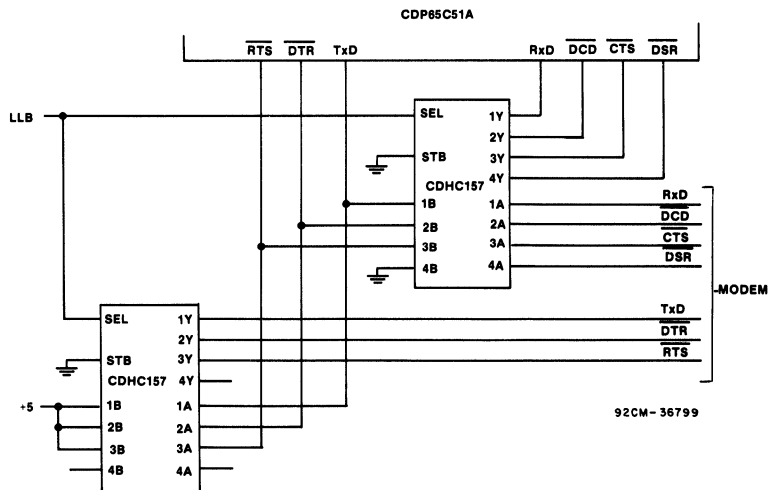 CDP65C51A
RTS DTR TxD RxD DCD CTS DSR
LLB
SEL 1Y
2Y
STB 3Y
CDHC157 4Y
1B 1A RxD
2B 2A DCD
3B 3A CTS
4B 4A DSR
MODEM
SEL 1Y TxD
2Y DTR
STB 3Y RTS
CDHC157 4Y
+5 1B 1A
2B 2A
3B 3A
4B 4A
92CM-36799